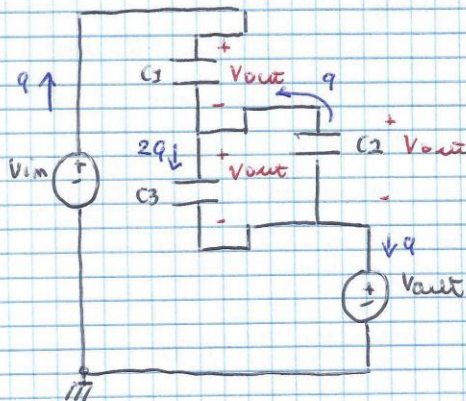 +
C1
Vout
-
q
q
+
Vin
-
2q
+
Vout
C3
-
C2
+
Vout
-
q
+
-
Vout